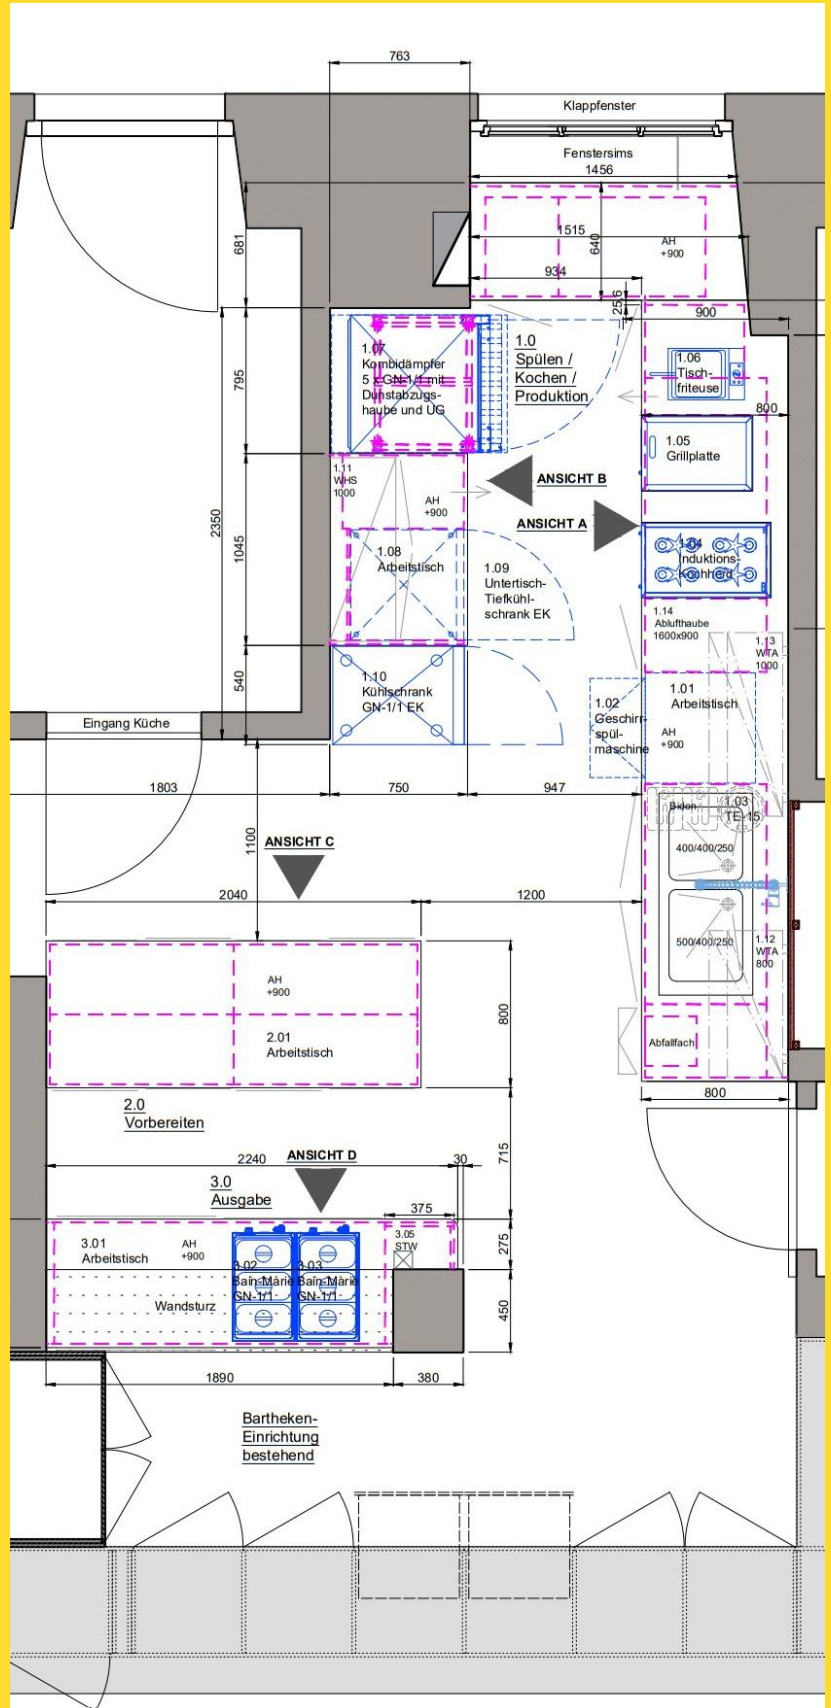 763
Klappfenster
Fenstersims
1456
681
1515
640
AH
+900
934
25,6
900
1.07
Kombidämpfer
5 x GN-1/1 mit
Dunstabzugs-
haube und UG
1.0
Spülen /
Kochen /
Produktion
1.06
Tisch-
friteuse
795
800
1.05
Grillplatte
1.11
WHS
1000
AH
+900
ANSICHT B
ANSICHT A
2350
1045
1.08
Arbeitstisch
1.09
Untertisch-
Tiefkühl-
schrank EK
1.04
Induktions-
Kochherd
1.14
Ablufthaube
1600x900
1.13
WTA
1000
540
1.10
Kühlschrank
GN-1/1 EK
1.02
Geschirr-
spül-
maschine
1.01
Arbeitstisch
AH
+900
Eingang Küche
1803
750
947
Bidon
1.03
TE-15
1100
ANSICHT C
400/400/250
2040
1200
500/400/250
1.12
WTA
800
AH
+900
2.01
Arbeitstisch
800
Abfallfach
800
2.0
Vorbereiten
715
2240
ANSICHT D
30
3.0
Ausgabe
375
3.01
Arbeitstisch
AH
+900
3.05
STW
275
3.02
Bain-Marie
GN-1/1
3.03
Bain-Marie
GN-1/1
Wandsturz
450
1890
380
Bartheken-
Einrichtung
bestehend